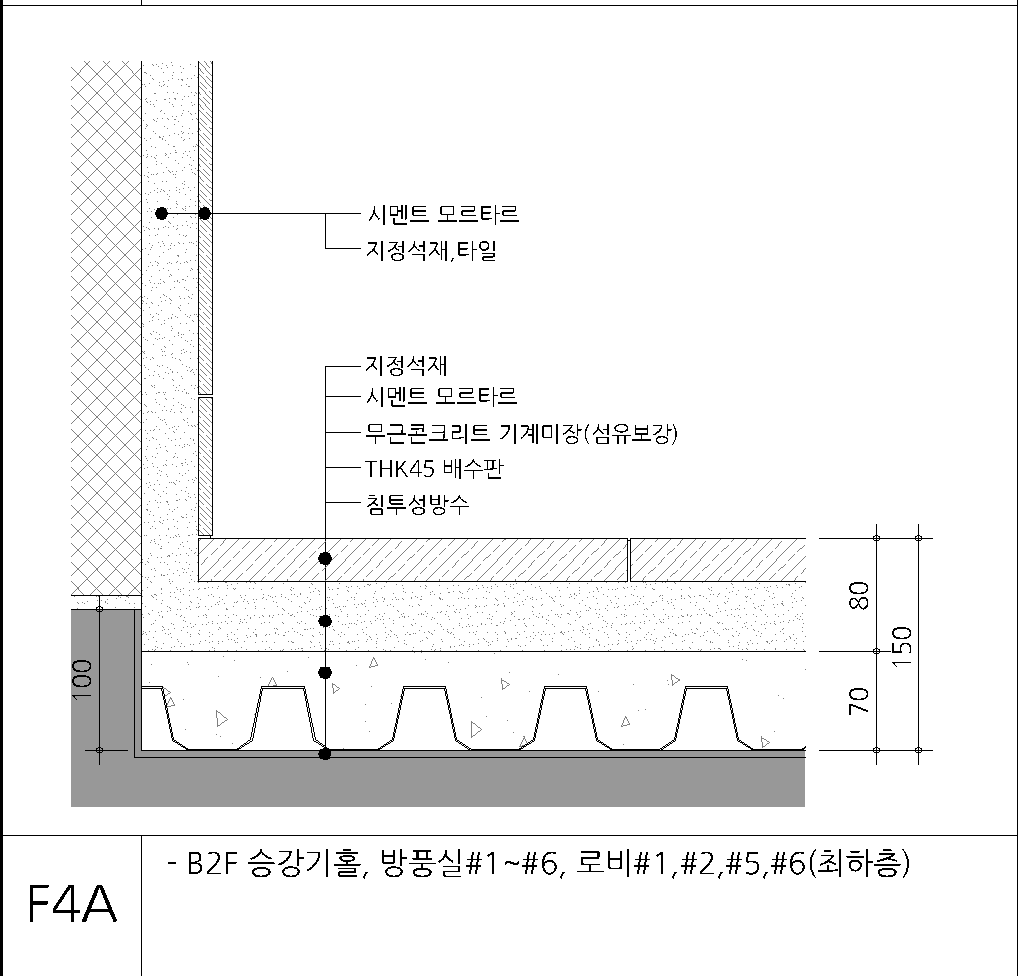 시멘트 모르타르
지정석재,타일
지정석재
시멘트 모르타르
무근콘크리트 기계미장(섬유보강)
THK45 배수판
침투성방수
80
150
100
70
F4A
- B2F 승강기홀, 방풍실#1~#6, 로비#1,#2,#5,#6(최하층)